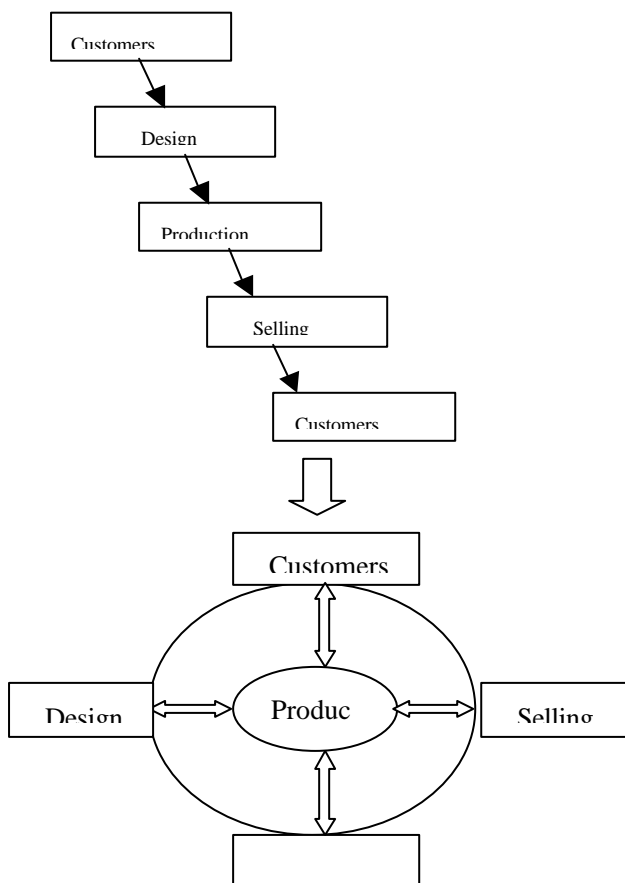 Customers
Design
Production
Selling
Customers
Customers
Design
Produc
Selling